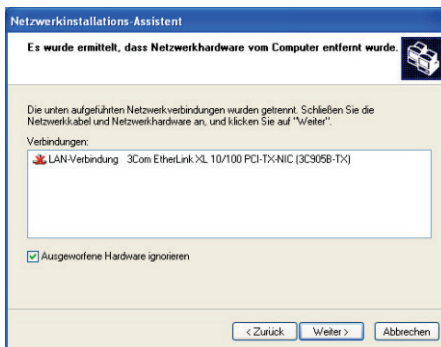 Netzwerkinstallations-Assistent
Es wurde ermittelt, dass Netzwerkhardware vom Computer entfernt wurde.
Die unten aufgeführten Netzwerkverbindungen wurden getrennt. Schließen Sie die
Netzwerkkabel und Netzwerkhardware an, und klicken Sie auf "Weiter".
Verbindungen:
LAN-Verbindung 3Com EtherLink XL 10/100 PCI-TX-NIC (3C905B-TX)
Ausgeworfene Hardware ignorieren
< Zurück Weiter > Abbrechen